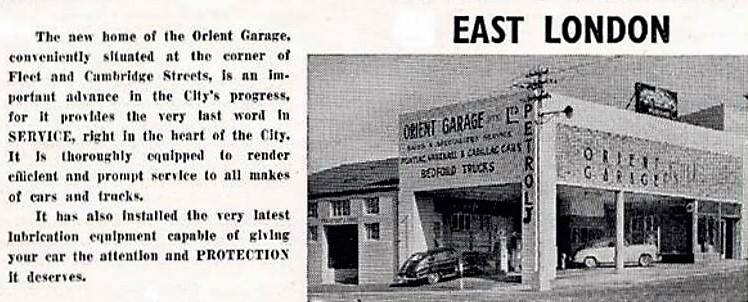 The new home of the Orient Garage,
conveniently situated at the corner of
Fleet and Cambridge Streets, is an im-
portant advance in the City's progress,
for it provides the very last word in
SERVICE, right in the heart of the City.
It is thoroughly equipped to render
efficient and prompt service to all makes
of cars and trucks.
It has also installed the very latest
lubrication equipment capable of giving
your car the attention and PROTECTION
it deserves.
EAST LONDON
ORIENT GARAGE PTY. LTD
SALES & SPECIALIZED SERVICE
PONTIAC, VAUXHALL & CADILLAC CARS
BEDFORD TRUCKS
PETROL
ORIENT
GARAGE